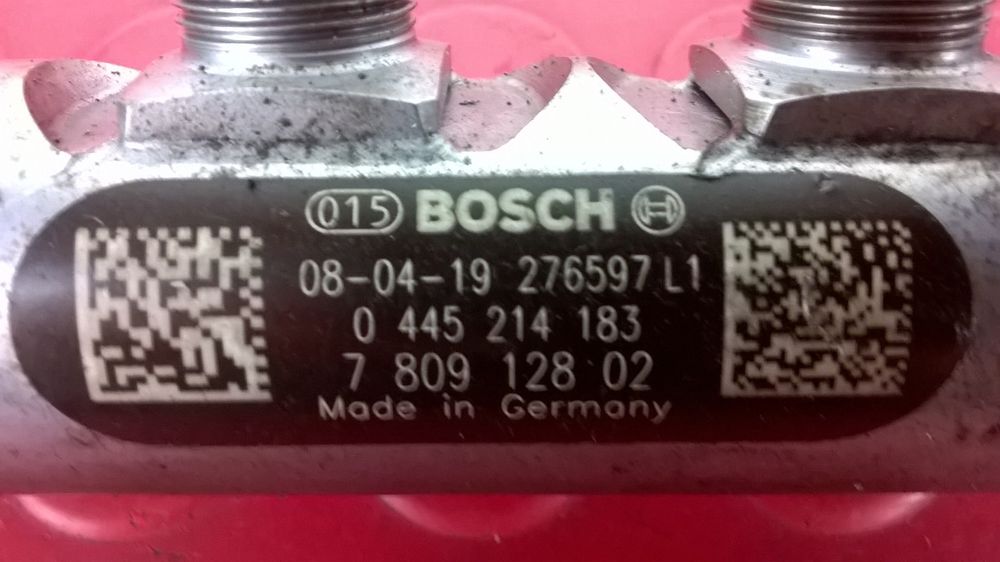 015 BOSCH
08-04-19 276597 L1
0 445 214 183
7 809 128 02
Made in Germany